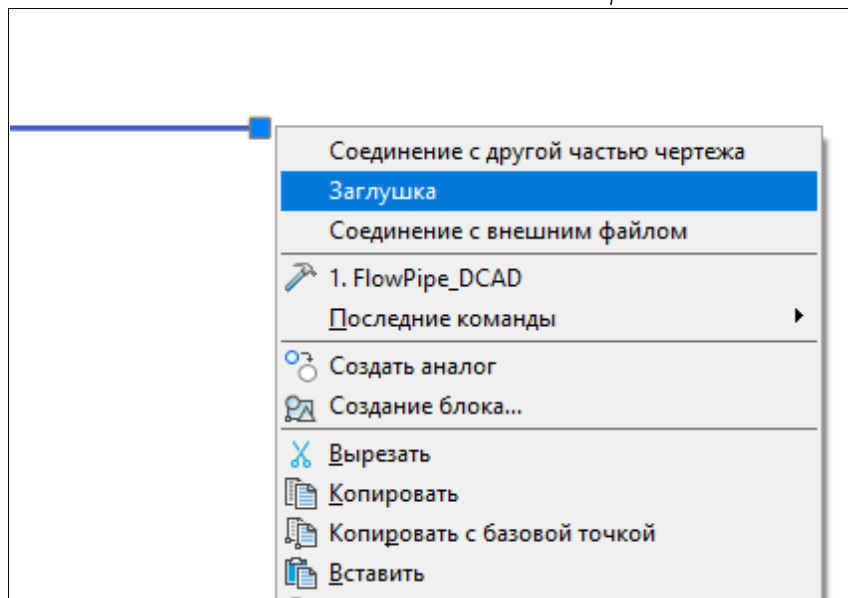 Соединение с другой частью чертежа
Заглушка
Соединение с внешним файлом
1. FlowPipe_DCAD
Последние команды
Создать аналог
Создание блока...
Вырезать
Копировать
Копировать с базовой точкой
Вставить